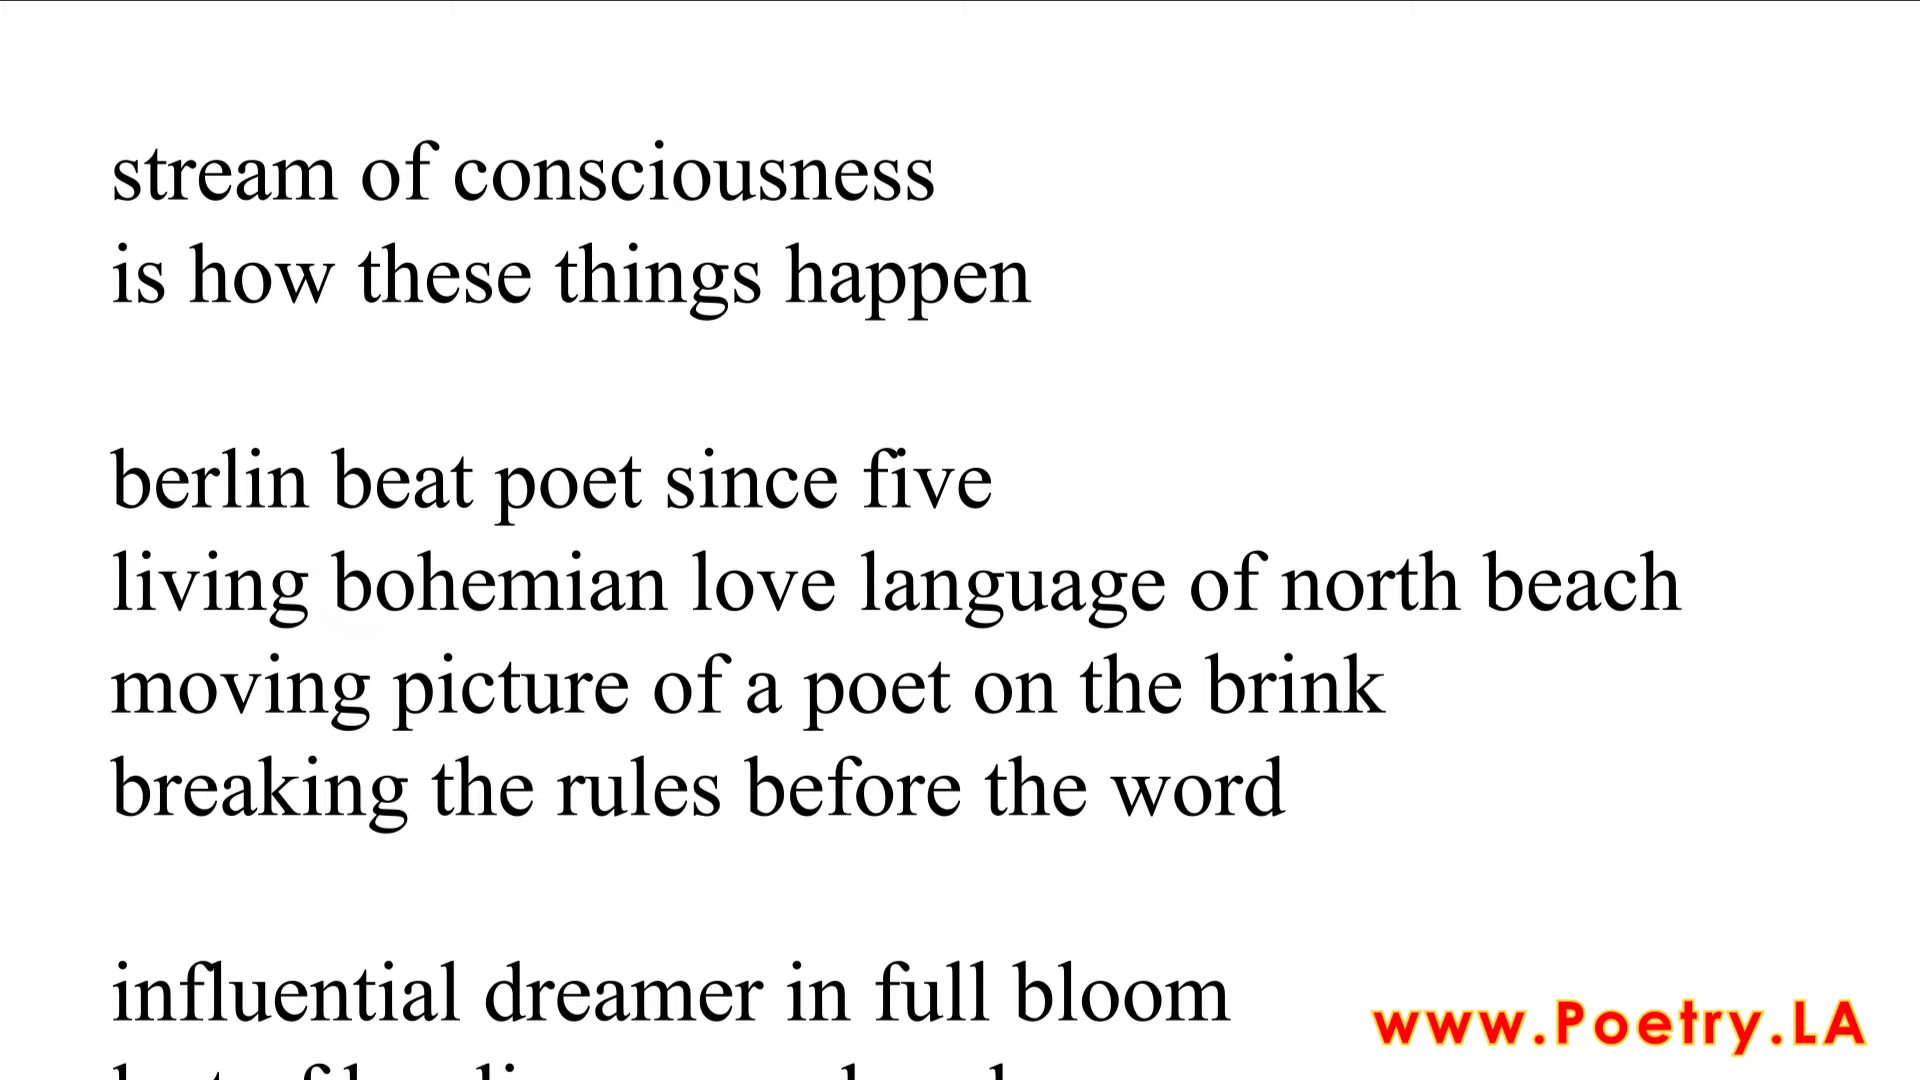 stream of consciousness
is how these things happen
berlin beat poet since five
living bohemian love language of north beach
moving picture of a poet on the brink
breaking the rules before the word
influential dreamer in full bloom
www.Poetry.LA